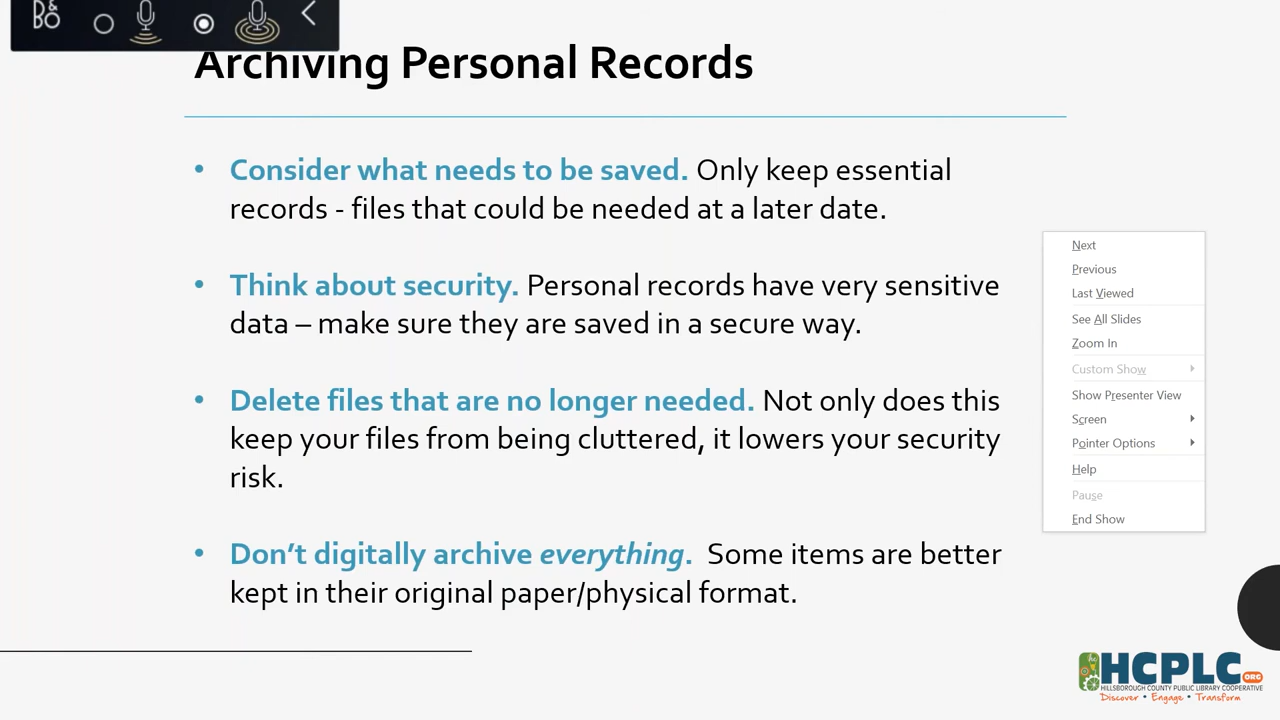 B&O
Archiving Personal Records
• Consider what needs to be saved. Only keep essential
records - files that could be needed at a later date.
• Think about security. Personal records have very sensitive
data – make sure they are saved in a secure way.
• Delete files that are no longer needed. Not only does this
keep your files from being cluttered, it lowers your security
risk.
• Don’t digitally archive everything.  Some items are better
kept in their original paper/physical format.
Next
Previous
Last Viewed
See All Slides
Zoom In
Custom Show
Show Presenter View
Screen
Pointer Options
Help
Pause
End Show
HCPLC.ORG
HILLSBOROUGH COUNTY PUBLIC LIBRARY COOPERATIVE
Discover • Engage • Transform